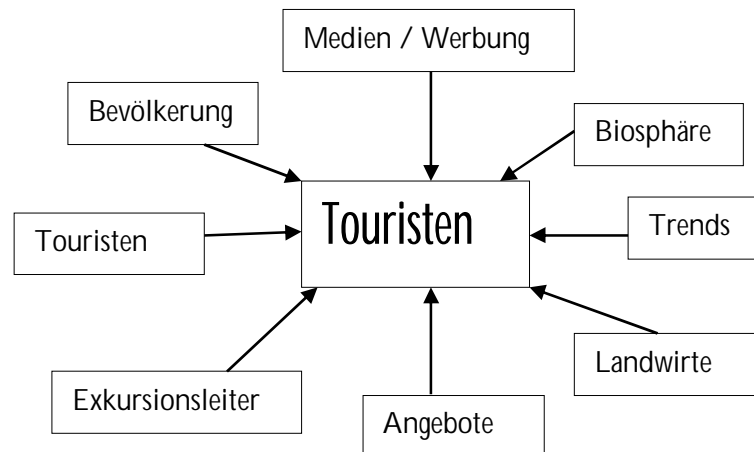 Medien / Werbung
Bevölkerung
Biosphäre
Touristen
Touristen
Trends
Landwirte
Exkursionsleiter
Angebote